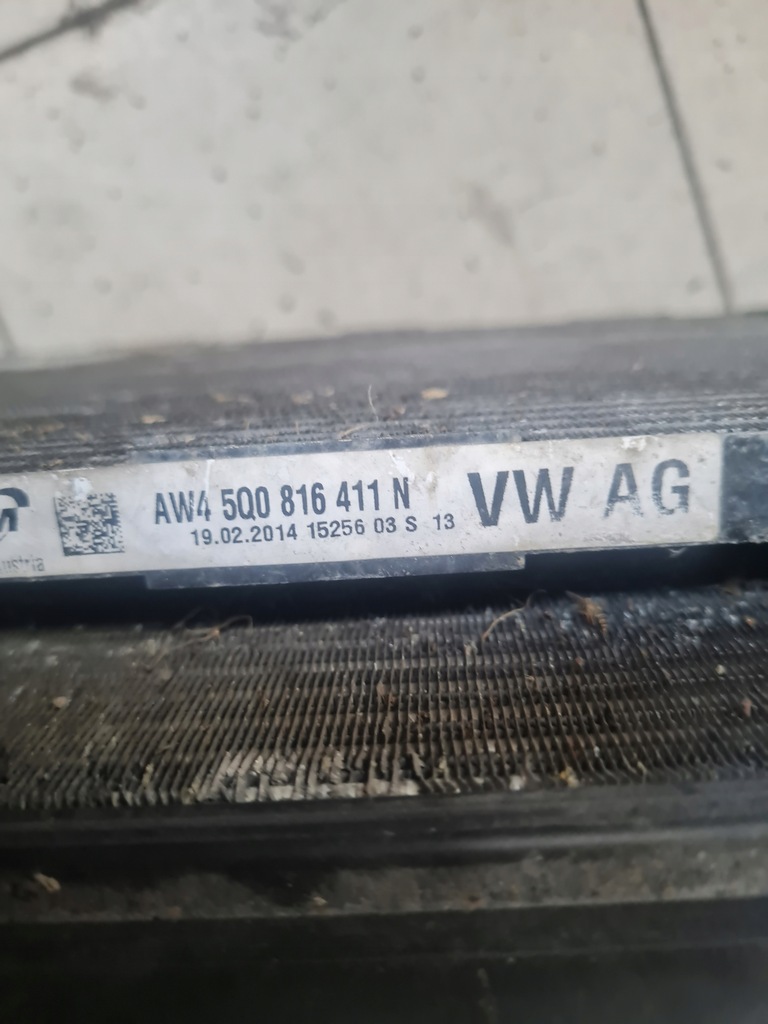 AW4 5Q0 816 411 N VW AG
19.02.2014 15256 03 S 13